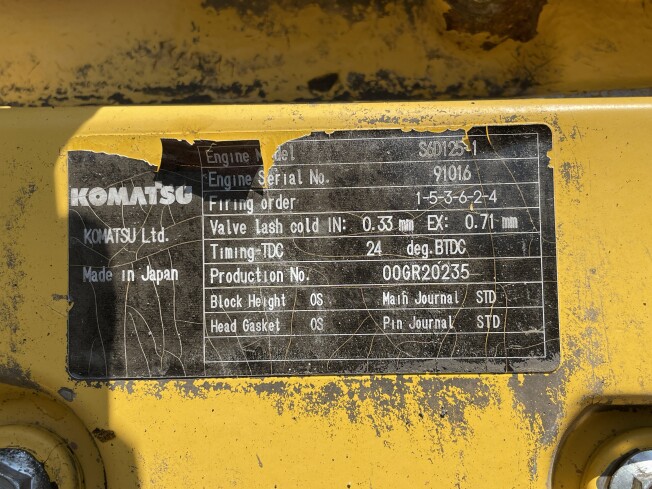 Engine Model S6D125-1
Engine Serial No. 91016
KOMATSU
Firing order 1-5-3-6-2-4
Valve lash cold IN: 0.33 mm EX: 0.71 mm
KOMATSU Ltd.
Timing-TDC 24 deg.BTDC
Made in Japan
Production No. 006R20235
Block Height OS Main Journal STD
Head Gasket OS Pin Journal STD